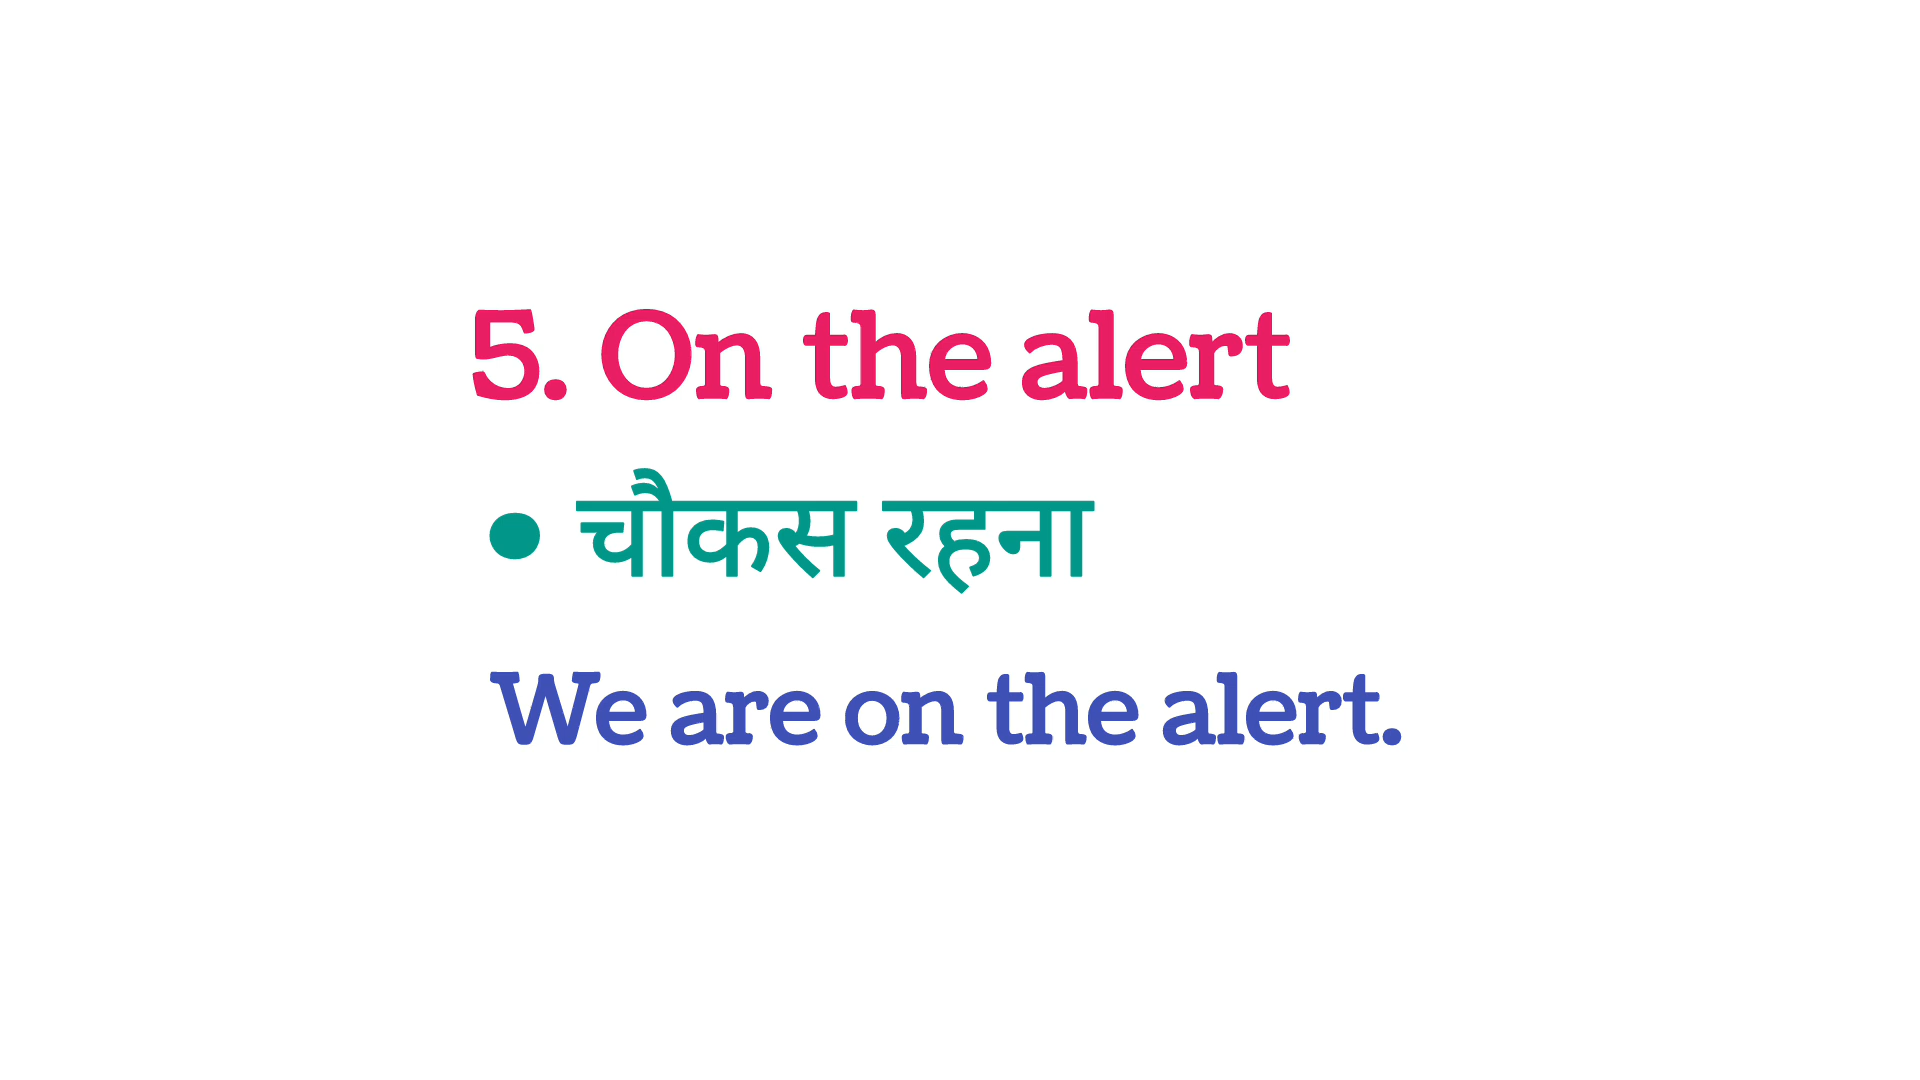 5. On the alert
• चौकस रहना
We are on the alert.